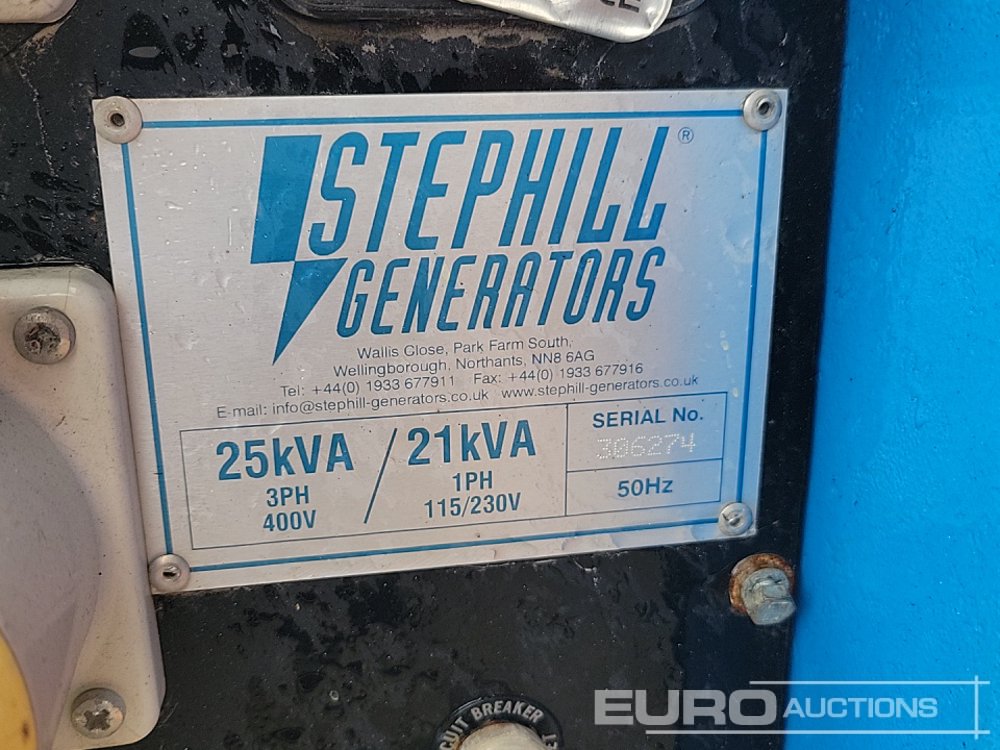 CE
STEPHILL ®
GENERATORS
Wallis Close, Park Farm South,
Wellingborough, Northants, NN8 6AG
Tel: +44(0) 1933 677911 Fax: +44(0) 1933 677916
E-mail: info@stephill-generators.co.uk www.stephill-generators.co.uk
25kVA / 21kVA
3PH 1PH
400V 115/230V
SERIAL No.
306274
50Hz
CUIT BREAKER
EURO AUCTIONS